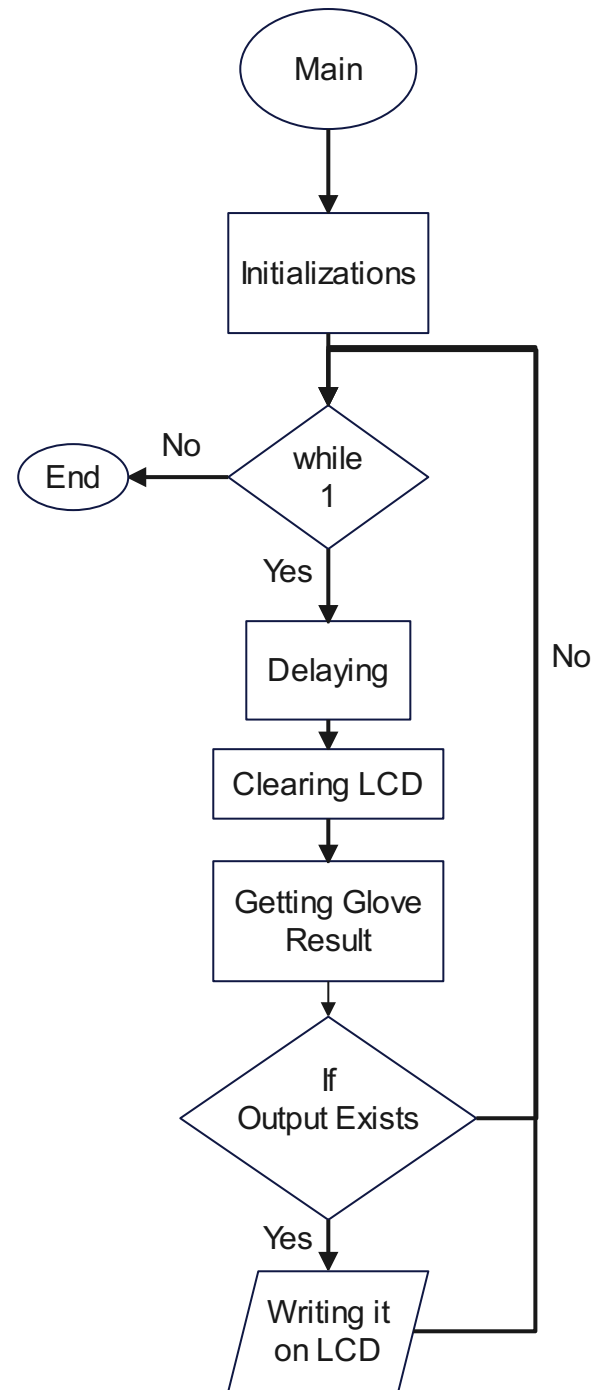 Main
Initializations
while
1
No
End
Yes
Delaying
No
Clearing LCD
Getting Glove
Result
If
Output Exists
Yes
Writing it
on LCD